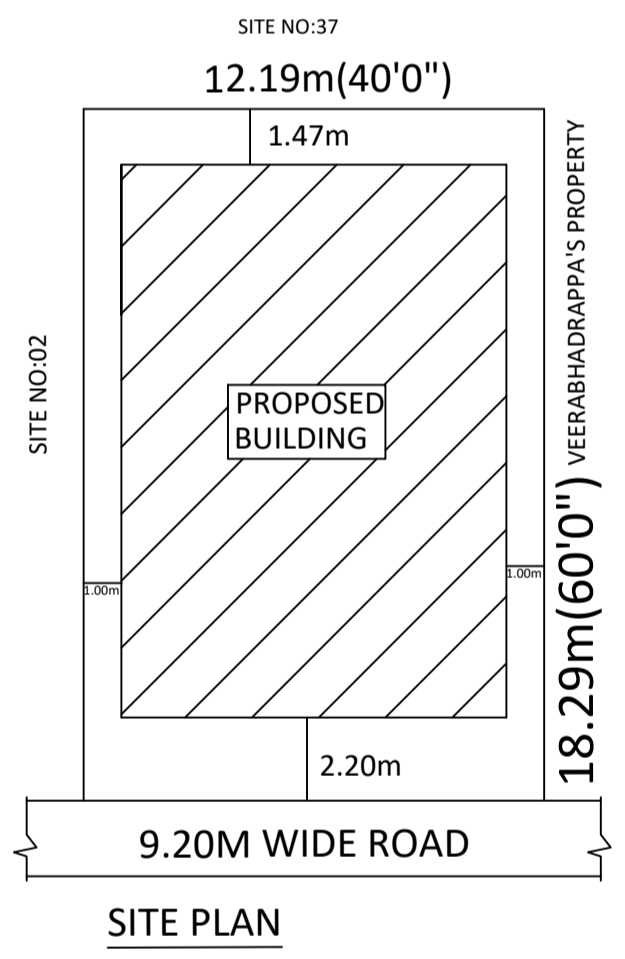 SITE NO:37
12.19m(40'0")
1.47m
VEERABHADRAPPA'S PROPERTY
SITE NO:02
PROPOSED
BUILDING
1.00m
1.00m
18.29m(60'0")
2.20m
9.20M WIDE ROAD
SITE PLAN